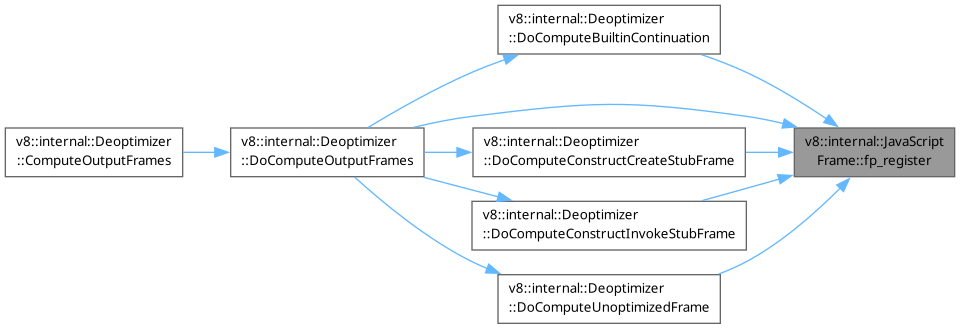 v8::internal::Deoptimizer
::DoComputeBuiltinContinuation
v8::internal::Deoptimizer
::ComputeOutputFrames
v8::internal::Deoptimizer
::DoComputeOutputFrames
v8::internal::Deoptimizer
::DoComputeConstructCreateStubFrame
v8::internal::JavaScript
Frame::fp_register
v8::internal::Deoptimizer
::DoComputeConstructInvokeStubFrame
v8::internal::Deoptimizer
::DoComputeUnoptimizedFrame